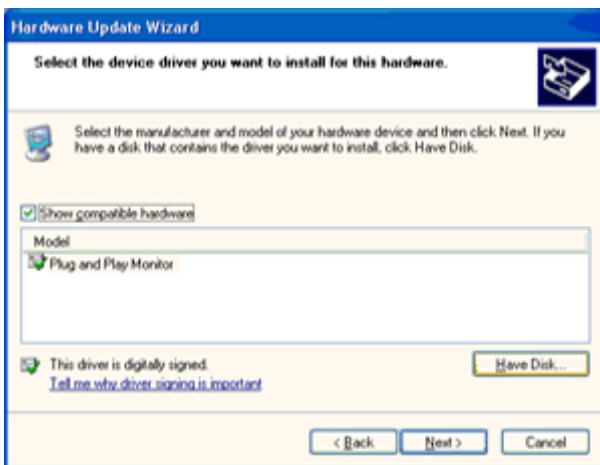 Hardware Update Wizard
Select the device driver you want to install for this hardware.
Select the manufacturer and model of your hardware device and then click Next. If you
have a disk that contains the driver you want to install, click Have Disk.
Show compatible hardware
Model
Plug and Play Monitor
This driver is digitally signed.
Have Disk...
Tell me why driver signing is important
< Back
Next >
Cancel